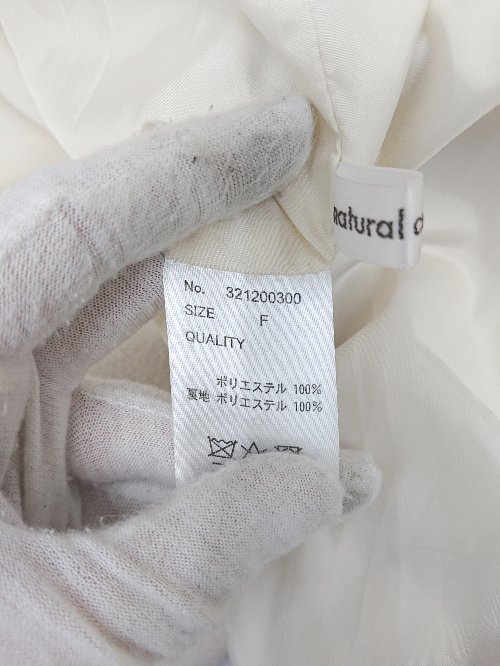 natural
No. 321200300
SIZE F
QUALITY
ポリエステル 100%
裏地 ポリエステル 100%